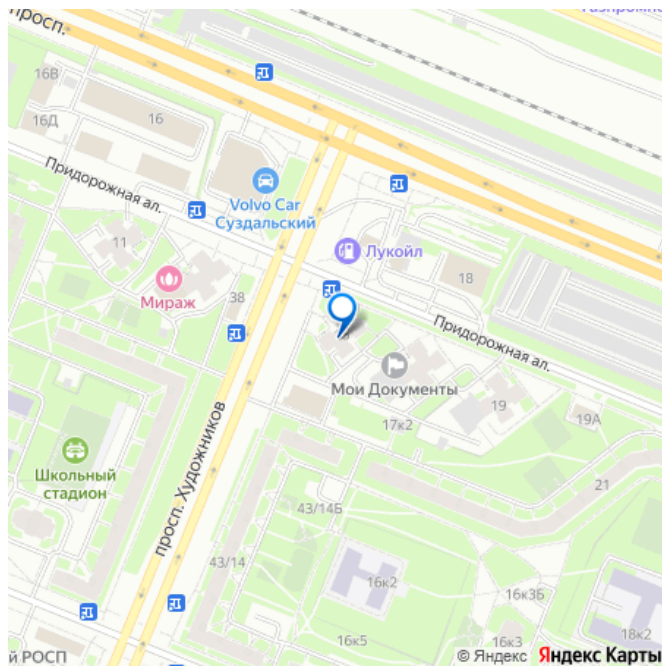 Газпромне
просп.
16В
16Д
16
Придорожная ал.
Volvo Car
Суздальский
11
Лукойл
18
Мираж
38
Придорожная ал.
Мои Документы
19
19А
17к2
просп. Художников
Школьный
стадион
21
43/14Б
43/14
16к2
16к3Б
18к2
16к5
16к3
й РОСП
© Яндекс Яндекс Карты